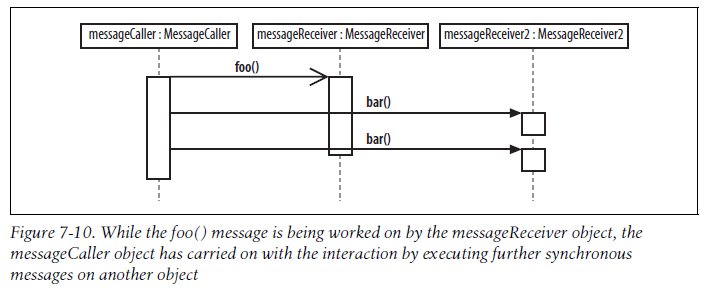 messageCaller : MessageCaller
messageReceiver : MessageReceiver
messageReceiver2 : MessageReceiver2
foo()
bar()
bar()
Figure 7-10. While the foo() message is being worked on by the messageReceiver object, the
messageCaller object has carried on with the interaction by executing further synchronous
messages on another object